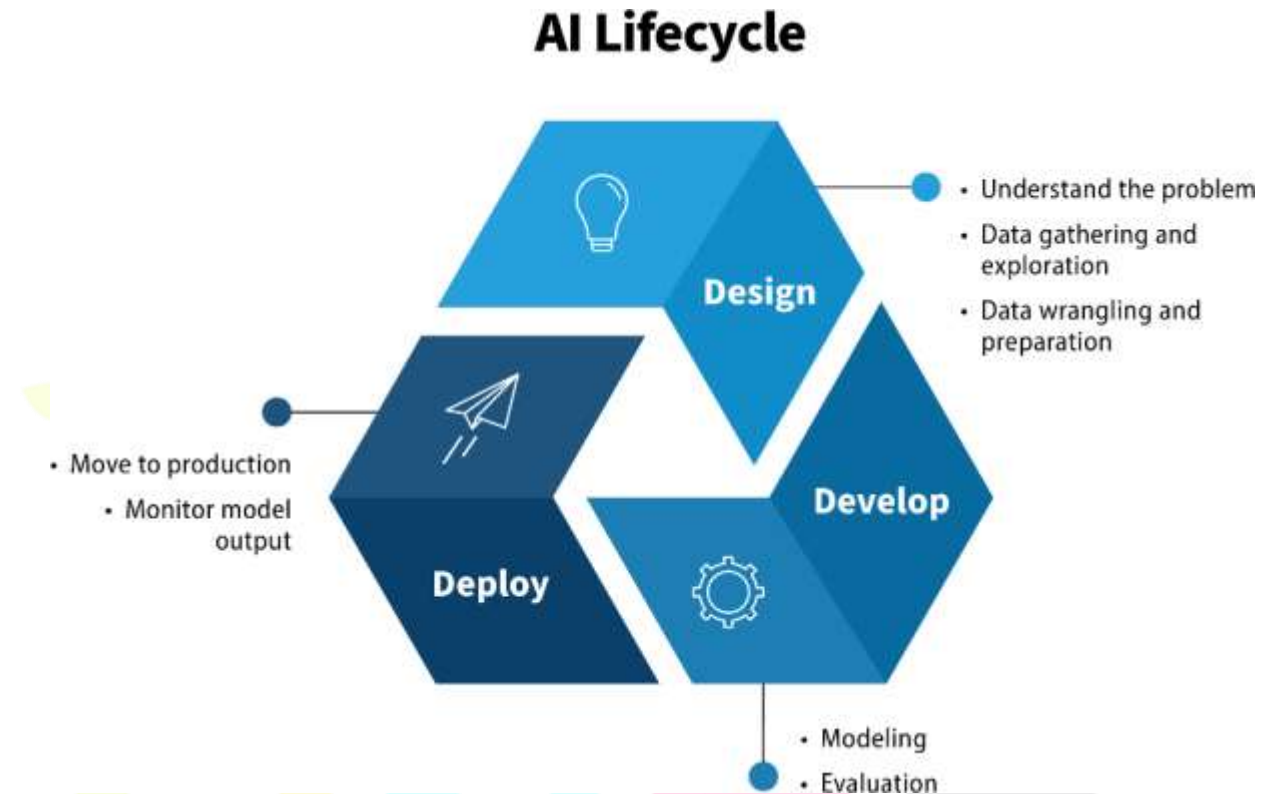 AI Lifecycle
• Understand the problem
• Data gathering and
exploration
• Data wrangling and
preparation
Design
• Move to production
• Monitor model
output
Develop
Deploy
• Modeling
• Evaluation